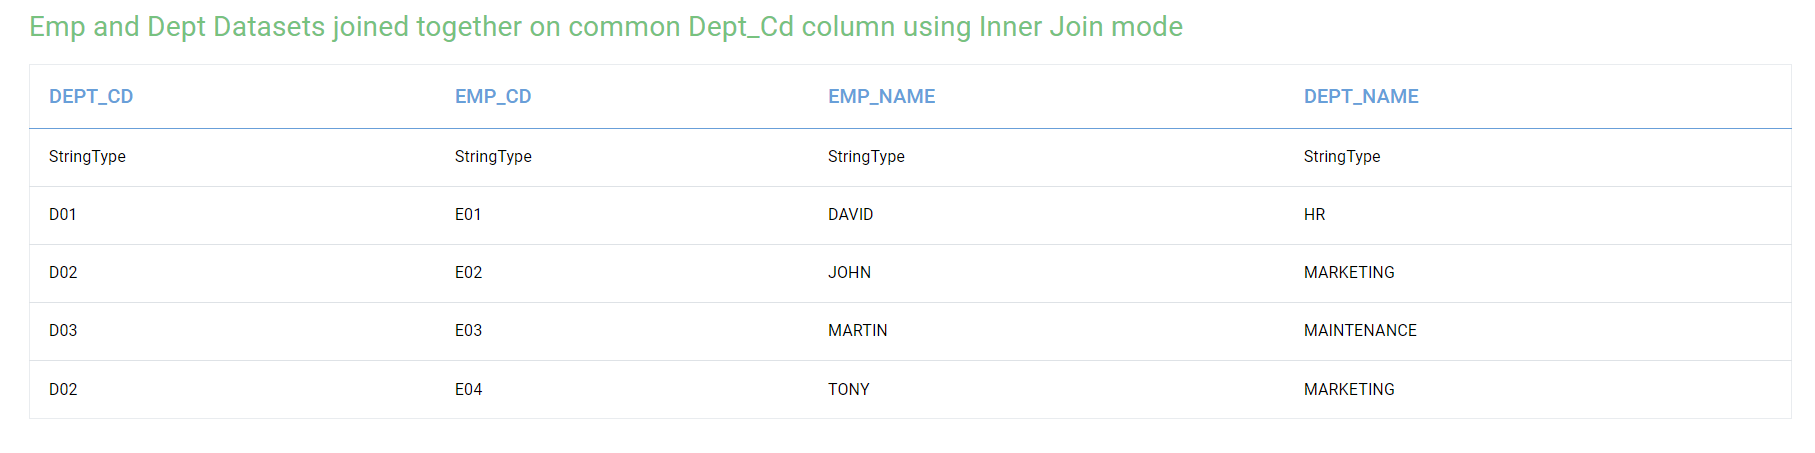 Emp and Dept Datasets joined together on common Dept_Cd column using Inner Join mode
DEPT_CD EMP_CD EMP_NAME DEPT_NAME
StringType StringType StringType StringType
D01 E01 DAVID HR
D02 E02 JOHN MARKETING
D03 E03 MARTIN MAINTENANCE
D02 E04 TONY MARKETING